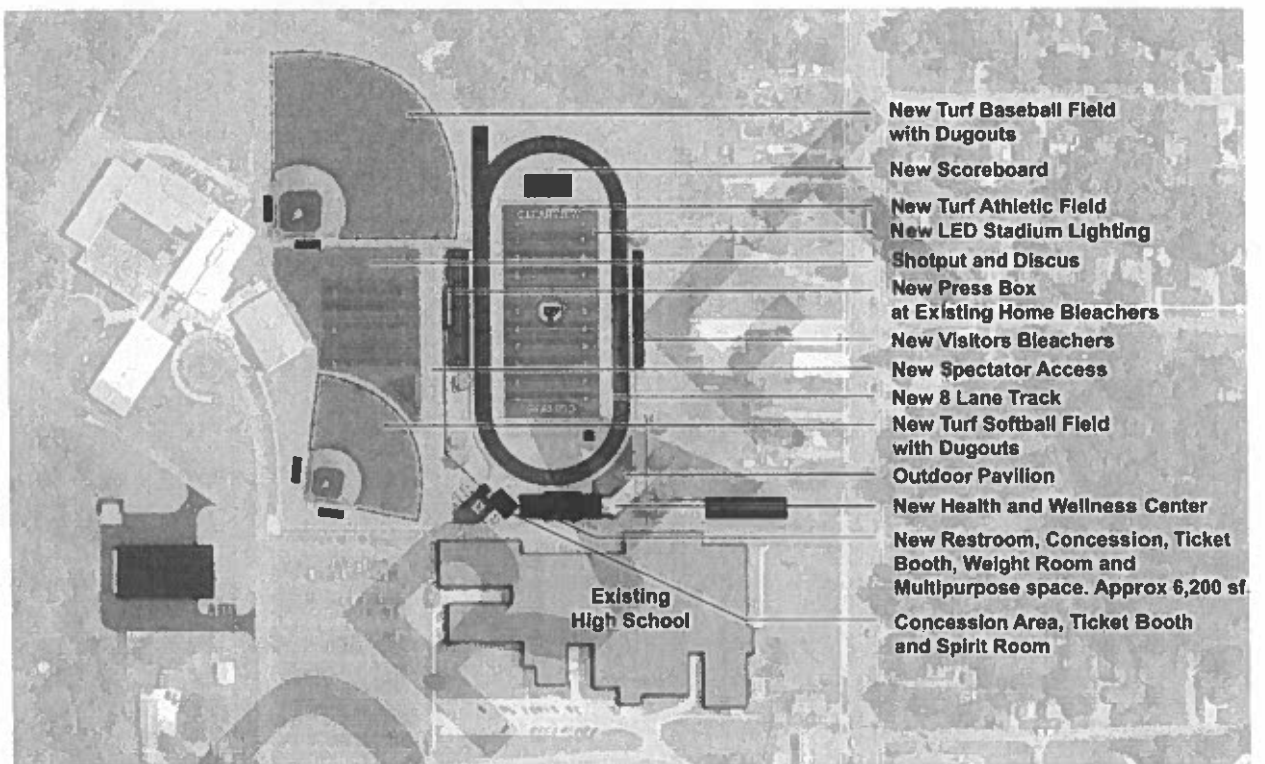 New Turf Baseball Field
with Dugouts
New Scoreboard
New Turf Athletic Field
New LED Stadium Lighting
Shotput and Discus
New Press Box
at Existing Home Bleachers
New Visitors Bleachers
New Spectator Access
New 8 Lane Track
New Turf Softball Field
with Dugouts
Outdoor Pavilion
New Health and Wellness Center
New Restroom, Concession, Ticket
Booth, Weight Room and
Multipurpose space. Approx 6,200 sf.
Concession Area, Ticket Booth
and Spirit Room
Existing
High School
CLEARVIEW